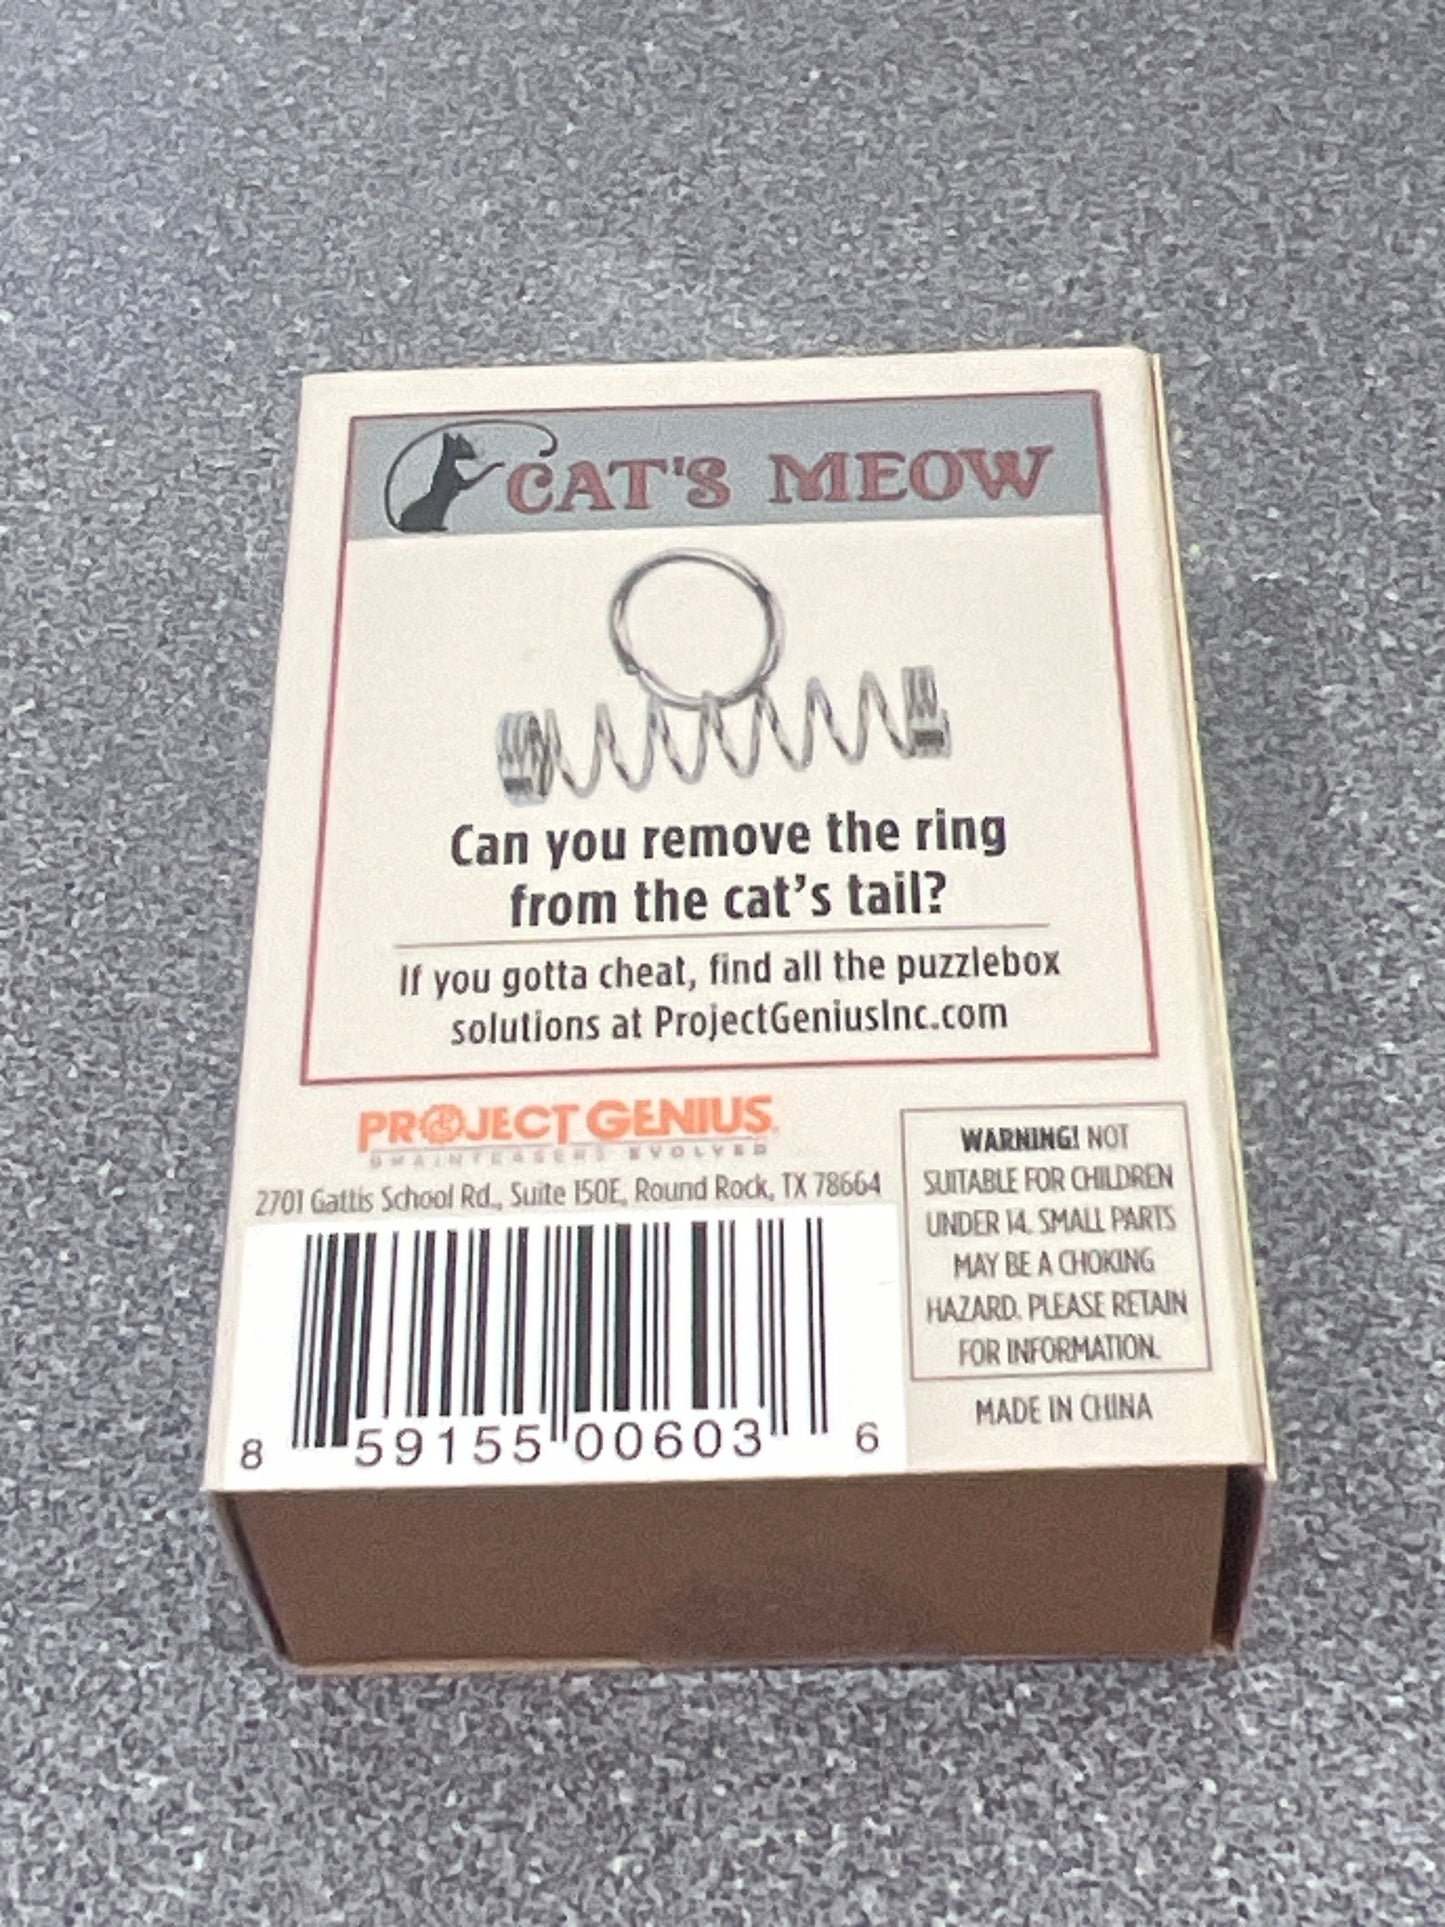 CAT'S MEOW
Can you remove the ring
from the cat's tail?
If you gotta cheat, find all the puzzlebox
solutions at ProjectGeniusInc.com
PROJECT GENIUS
BRAINTEASERS EVOLVED
2701 Gattis School Rd., Suite 150E, Round Rock, TX 78664
8 59155 00603 6
WARNING! NOT
SUITABLE FOR CHILDREN
UNDER 14. SMALL PARTS
MAY BE A CHOKING
HAZARD. PLEASE RETAIN
FOR INFORMATION.
MADE IN CHINA